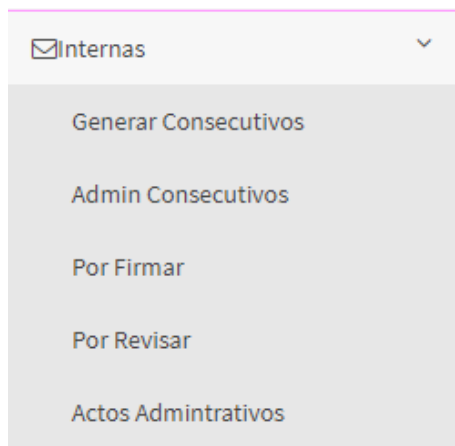 Internas
Generar Consecutivos
Admin Consecutivos
Por Firmar
Por Revisar
Actos Admintrativos